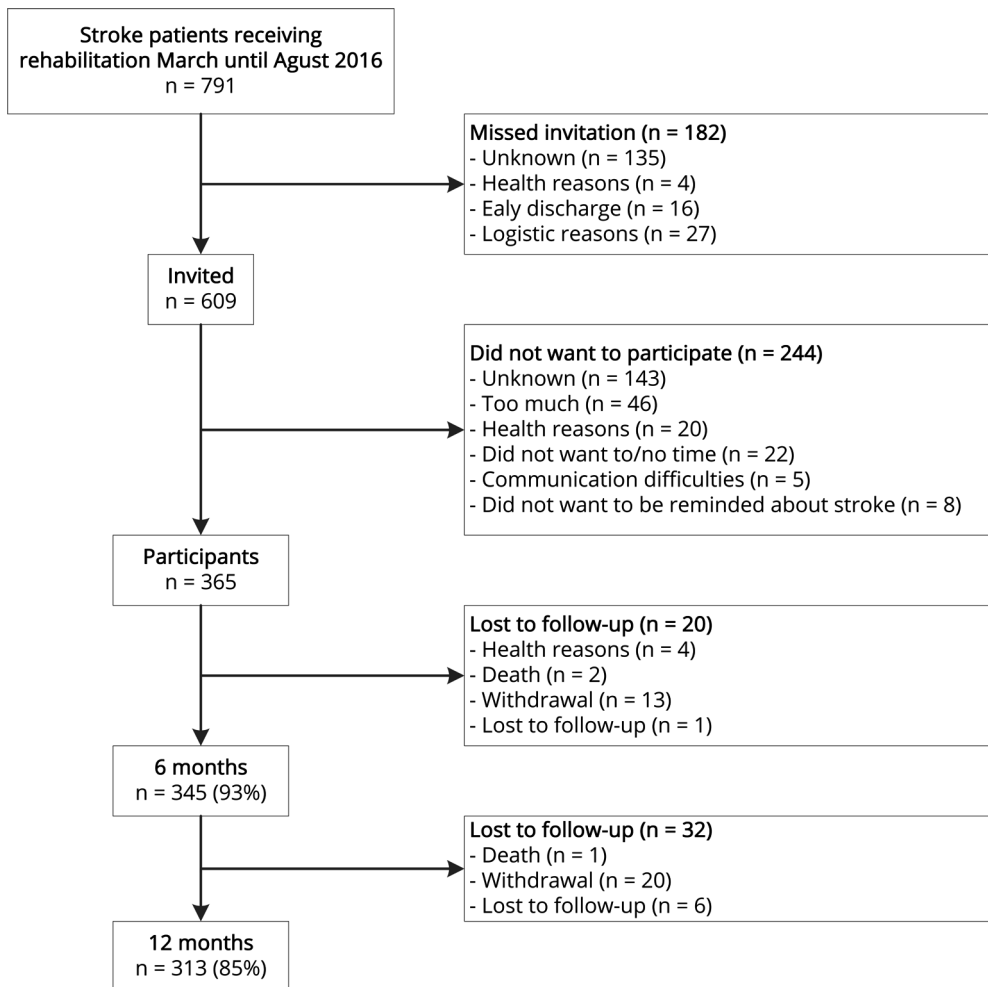 Stroke patients receiving
rehabilitation March until Agust 2016
n = 791
Missed invitation (n = 182)
- Unknown (n = 135)
- Health reasons (n = 4)
- Ealy discharge (n = 16)
- Logistic reasons (n = 27)
Invited
n = 609
Did not want to participate (n = 244)
- Unknown (n = 143)
- Too much (n = 46)
- Health reasons (n = 20)
- Did not want to/no time (n = 22)
- Communication difficulties (n = 5)
- Did not want to be reminded about stroke (n = 8)
Participants
n = 365
Lost to follow-up (n = 20)
- Health reasons (n = 4)
- Death (n = 2)
- Withdrawal (n = 13)
- Lost to follow-up (n = 1)
6 months
n = 345 (93%)
Lost to follow-up (n = 32)
- Death (n = 1)
- Withdrawal (n = 20)
- Lost to follow-up (n = 6)
12 months
n = 313 (85%)